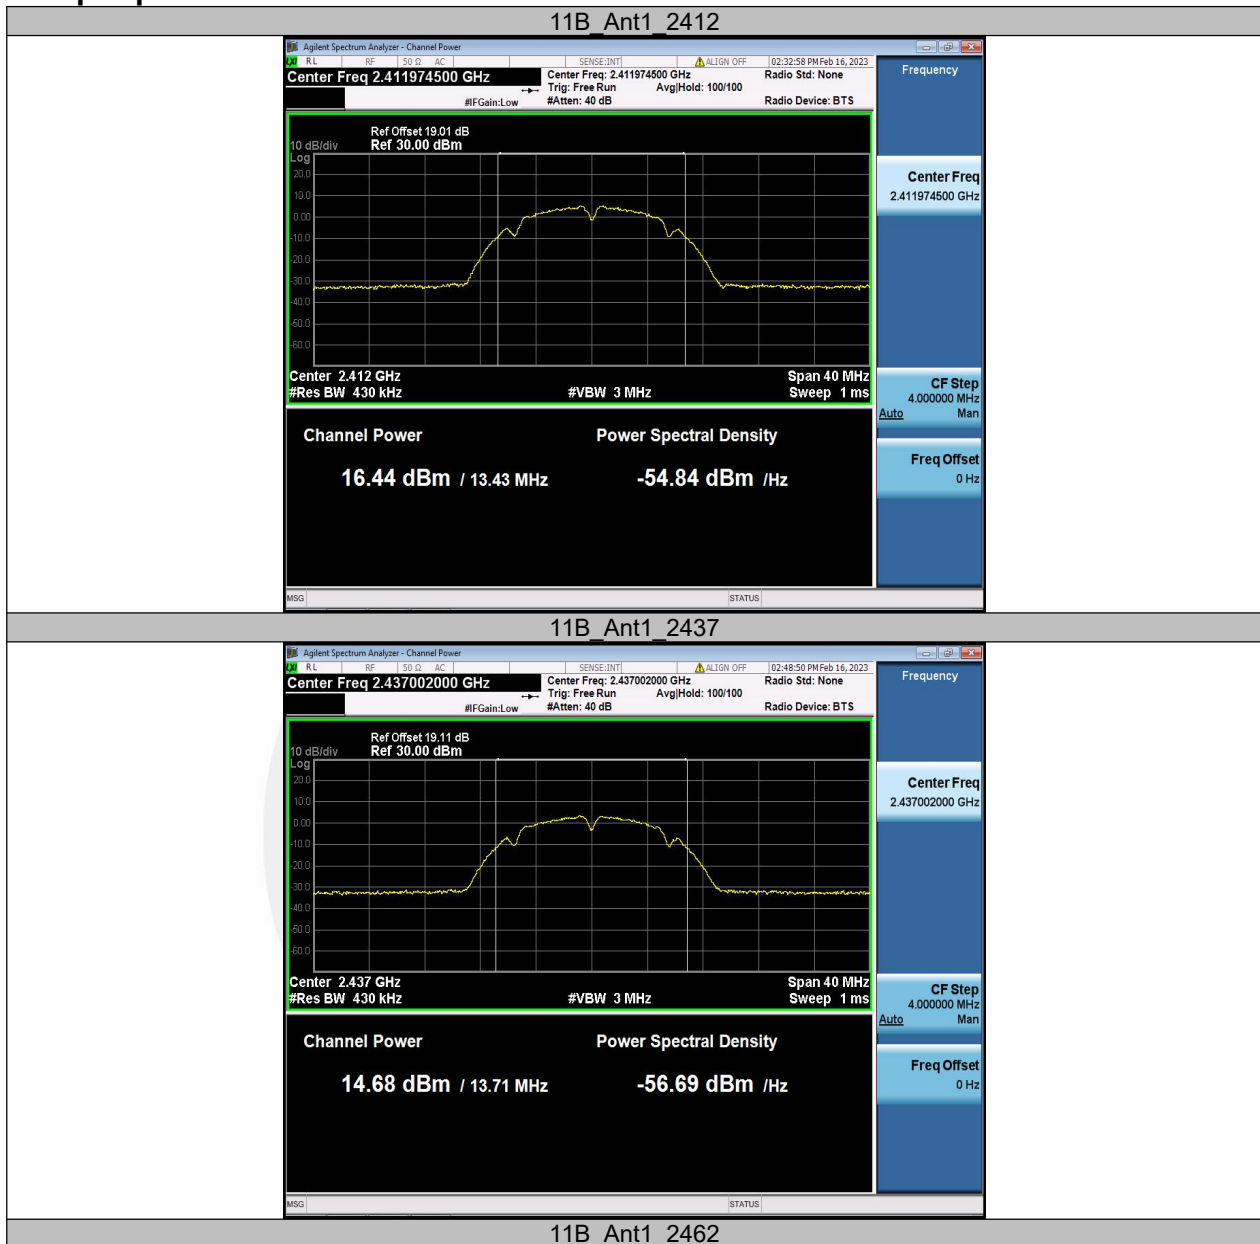 11B_Ant1_2412
Agilent Spectrum Analyzer - Channel Power
RL RF 50 Ω AC SENSE:INT ALIGN OFF 02:32:58 PM Feb 16, 2023
Center Freq 2.411974500 GHz
Center Freq: 2.411974500 GHz Radio Std: None
Trig: Free Run Avg|Hold: 100/100
#IFGain:Low #Atten: 40 dB Radio Device: BTS
Frequency
Ref Offset 19.01 dB
10 dB/div Ref 30.00 dBm
Log
20.0
10.0
0.00
-10.0
-20.0
-30.0
-40.0
-50.0
-60.0
Center 2.412 GHz Span 40 MHz
#Res BW 430 kHz #VBW 3 MHz Sweep 1 ms
Center Freq
2.411974500 GHz
CF Step
4.000000 MHz
Auto Man
Freq Offset
0 Hz
Channel Power Power Spectral Density
16.44 dBm / 13.43 MHz -54.84 dBm /Hz
MSG STATUS
11B_Ant1_2437
Agilent Spectrum Analyzer - Channel Power
RL RF 50 Ω AC SENSE:INT ALIGN OFF 02:48:50 PM Feb 16, 2023
Center Freq 2.437002000 GHz
Center Freq: 2.437002000 GHz Radio Std: None
Trig: Free Run Avg|Hold: 100/100
#IFGain:Low #Atten: 40 dB Radio Device: BTS
Frequency
Ref Offset 19.11 dB
10 dB/div Ref 30.00 dBm
Log
20.0
10.0
0.00
-10.0
-20.0
-30.0
-40.0
-50.0
-60.0
Center 2.437 GHz Span 40 MHz
#Res BW 430 kHz #VBW 3 MHz Sweep 1 ms
Center Freq
2.437002000 GHz
CF Step
4.000000 MHz
Auto Man
Freq Offset
0 Hz
Channel Power Power Spectral Density
14.68 dBm / 13.71 MHz -56.69 dBm /Hz
MSG STATUS
11B_Ant1_2462